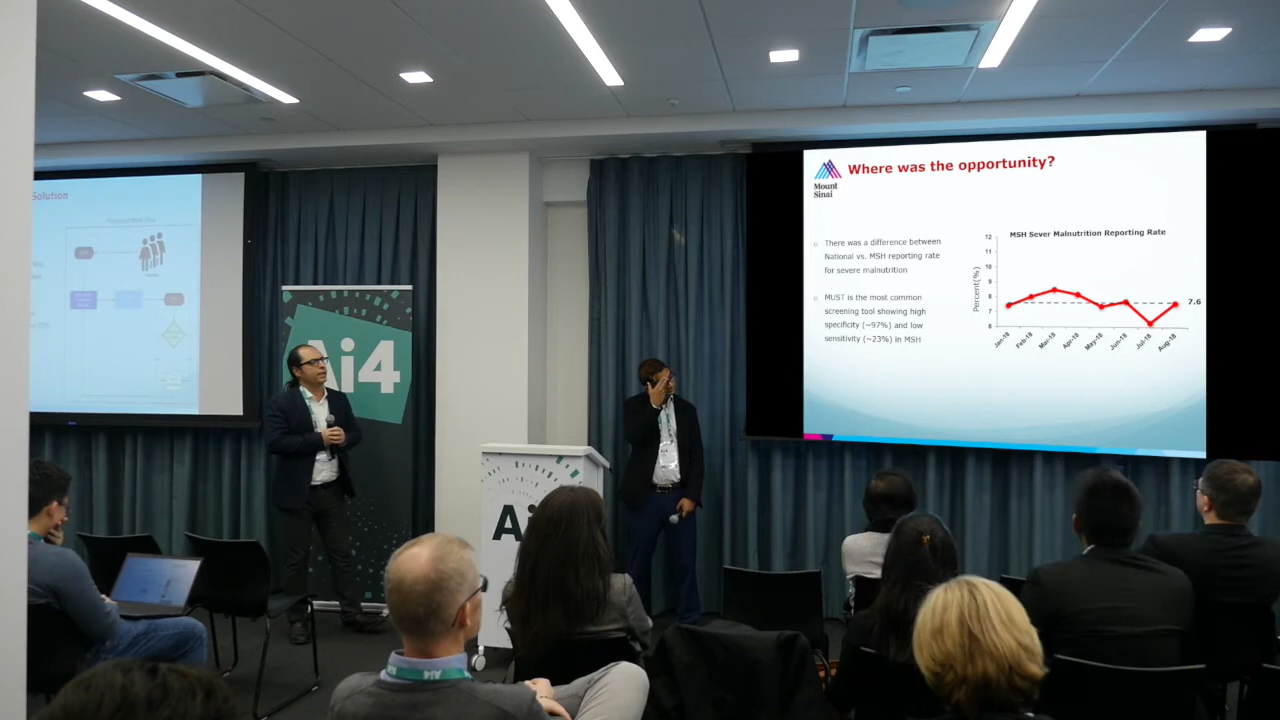 Solution
Ai4
Ai
Ai4
Mount
Sinai
Where was the opportunity?
There was a difference between
National vs. MSH reporting rate
for severe malnutrition
MUST is the most common
screening tool showing high
specificity (~97%) and low
sensitivity (~23%) in MSH
MSH Sever Malnutrition Reporting Rate
Percent(%)
12
11
10
9
8
7
6
7.6
Jan-18
Feb-18
Mar-18
Apr-18
May-18
Jun-18
Jul-18
Aug-18